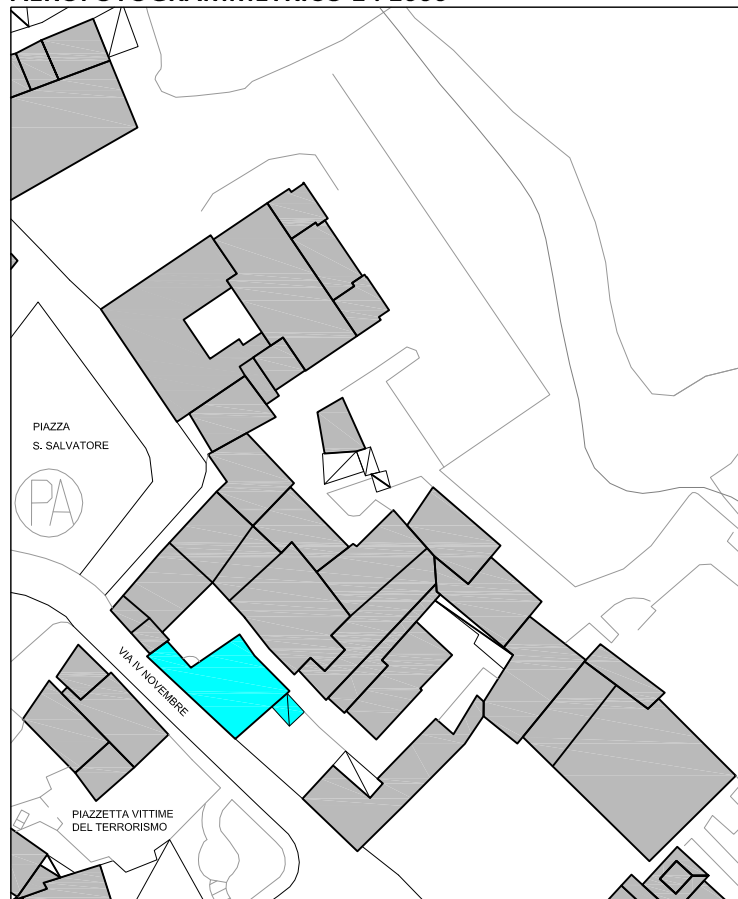 PIAZZA
S. SALVATORE
PA
VIA IV NOVEMBRE
PIAZZETTA VITTIME
DEL TERRORISMO